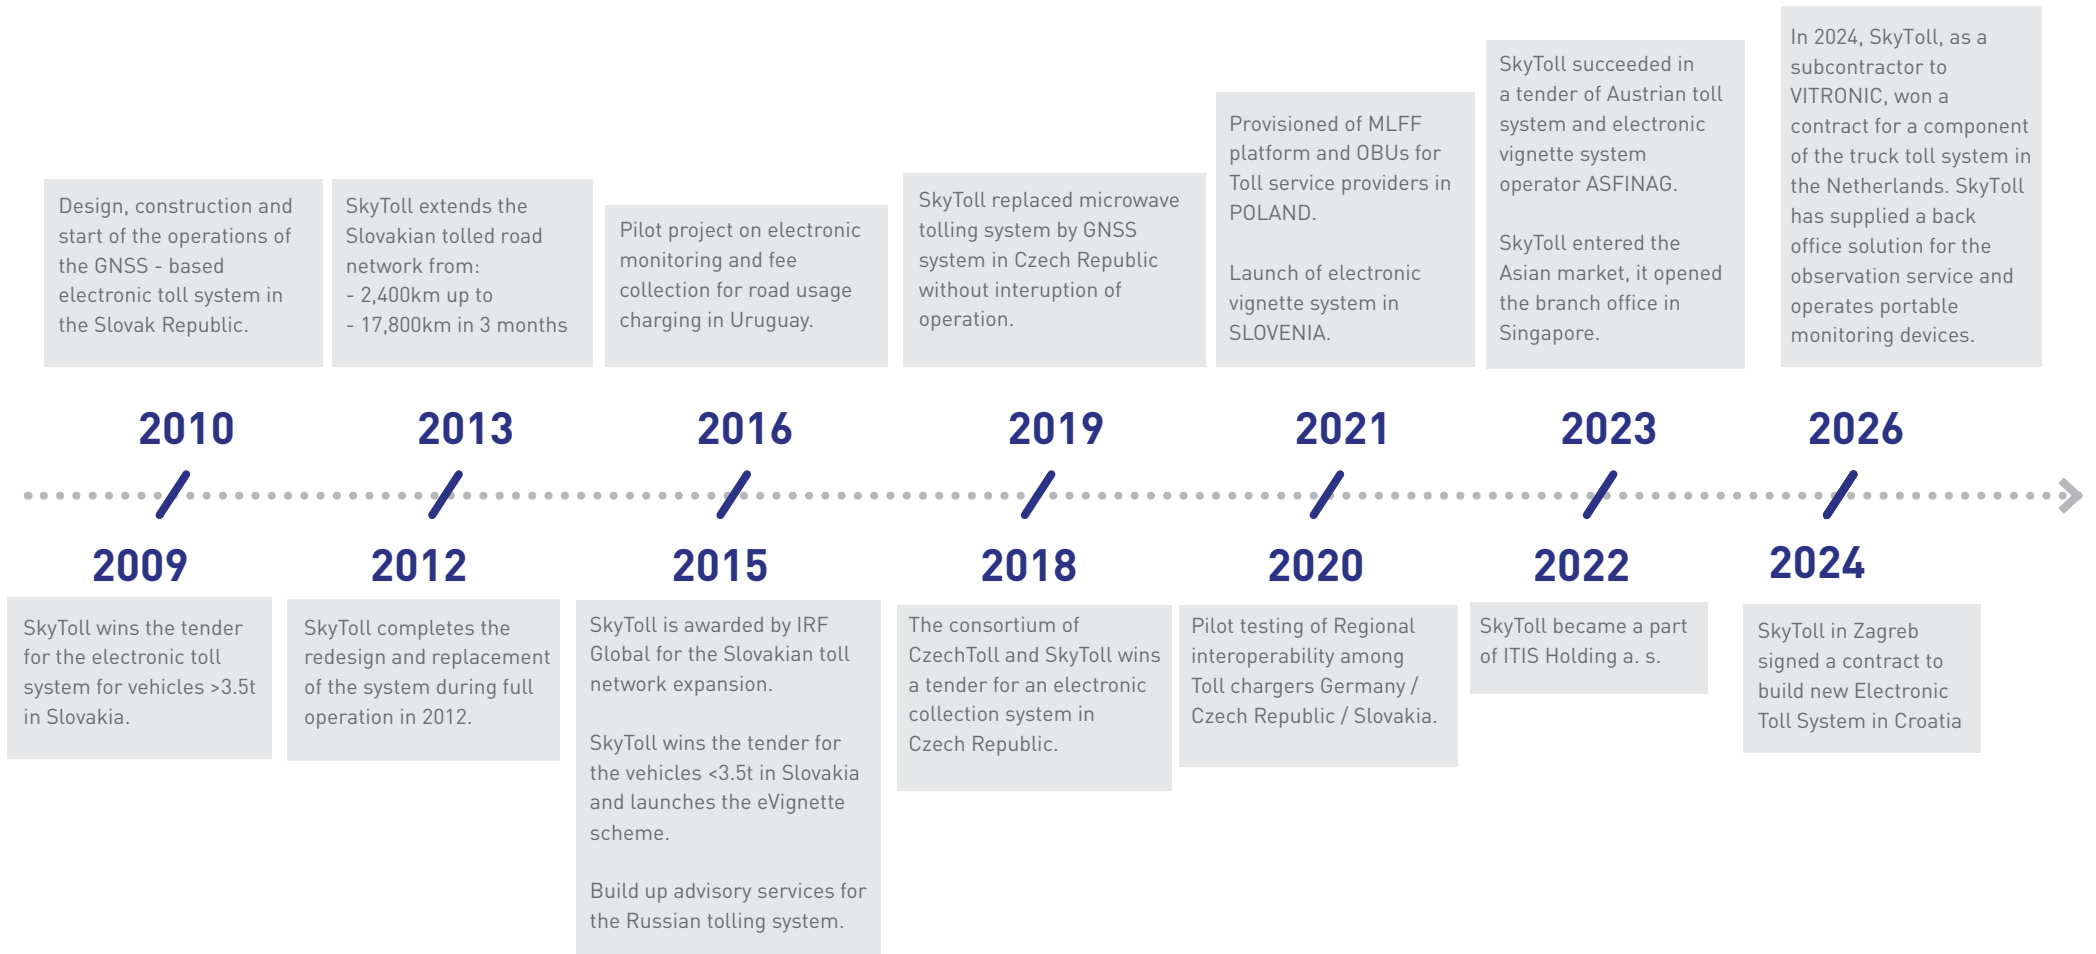 Design, construction and
start of the operations of
the GNSS - based
electronic toll system in
the Slovak Republic.
SkyToll extends the
Slovakian tolled road
network from:
- 2,400km up to
- 17,800km in 3 months
Pilot project on electronic
monitoring and fee
collection for road usage
charging in Uruguay.
SkyToll replaced microwave
tolling system by GNSS
system in Czech Republic
without interuption of
operation.
Provisioned of MLFF
platform and OBUs for
Toll service providers in
POLAND.
Launch of electronic
vignette system in
SLOVENIA.
SkyToll succeeded in
a tender of Austrian toll
system and electronic
vignette system
operator ASFINAG.
SkyToll entered the
Asian market, it opened
the branch office in
Singapore.
In 2024, SkyToll, as a
subcontractor to
VITRONIC, won a
contract for a component
of the truck toll system in
the Netherlands. SkyToll
has supplied a back
office solution for the
observation service and
operates portable
monitoring devices.
2010
2013
2016
2019
2021
2023
2026
2009
2012
2015
2018
2020
2022
2024
SkyToll wins the tender
for the electronic toll
system for vehicles >3.5t
in Slovakia.
SkyToll completes the
redesign and replacement
of the system during full
operation in 2012.
SkyToll is awarded by IRF
Global for the Slovakian toll
network expansion.
SkyToll wins the tender for
the vehicles <3.5t in Slovakia
and launches the eVignette
scheme.
Build up advisory services for
the Russian tolling system.
The consortium of
CzechToll and SkyToll wins
a tender for an electronic
collection system in
Czech Republic.
Pilot testing of Regional
interoperability among
Toll chargers Germany /
Czech Republic / Slovakia.
SkyToll became a part
of ITIS Holding a. s.
SkyToll in Zagreb
signed a contract to
build new Electronic
Toll System in Croatia